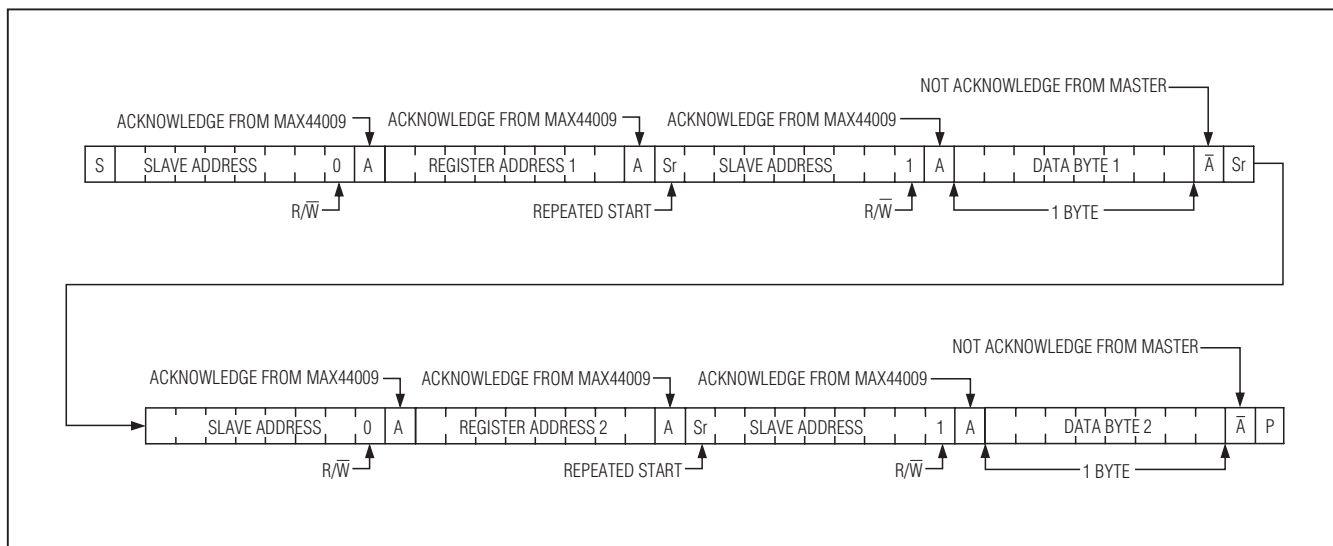 NOT ACKNOWLEDGE FROM MASTER
ACKNOWLEDGE FROM MAX44009 ACKNOWLEDGE FROM MAX44009 ACKNOWLEDGE FROM MAX44009
S SLAVE ADDRESS 0 A REGISTER ADDRESS 1 A Sr SLAVE ADDRESS 1 A DATA BYTE 1 A̅ Sr
R/W̅ REPEATED START R/W̅ 1 BYTE
NOT ACKNOWLEDGE FROM MASTER
ACKNOWLEDGE FROM MAX44009 ACKNOWLEDGE FROM MAX44009 ACKNOWLEDGE FROM MAX44009
SLAVE ADDRESS 0 A REGISTER ADDRESS 2 A Sr SLAVE ADDRESS 1 A DATA BYTE 2 A̅ P
R/W̅ REPEATED START R/W̅ 1 BYTE